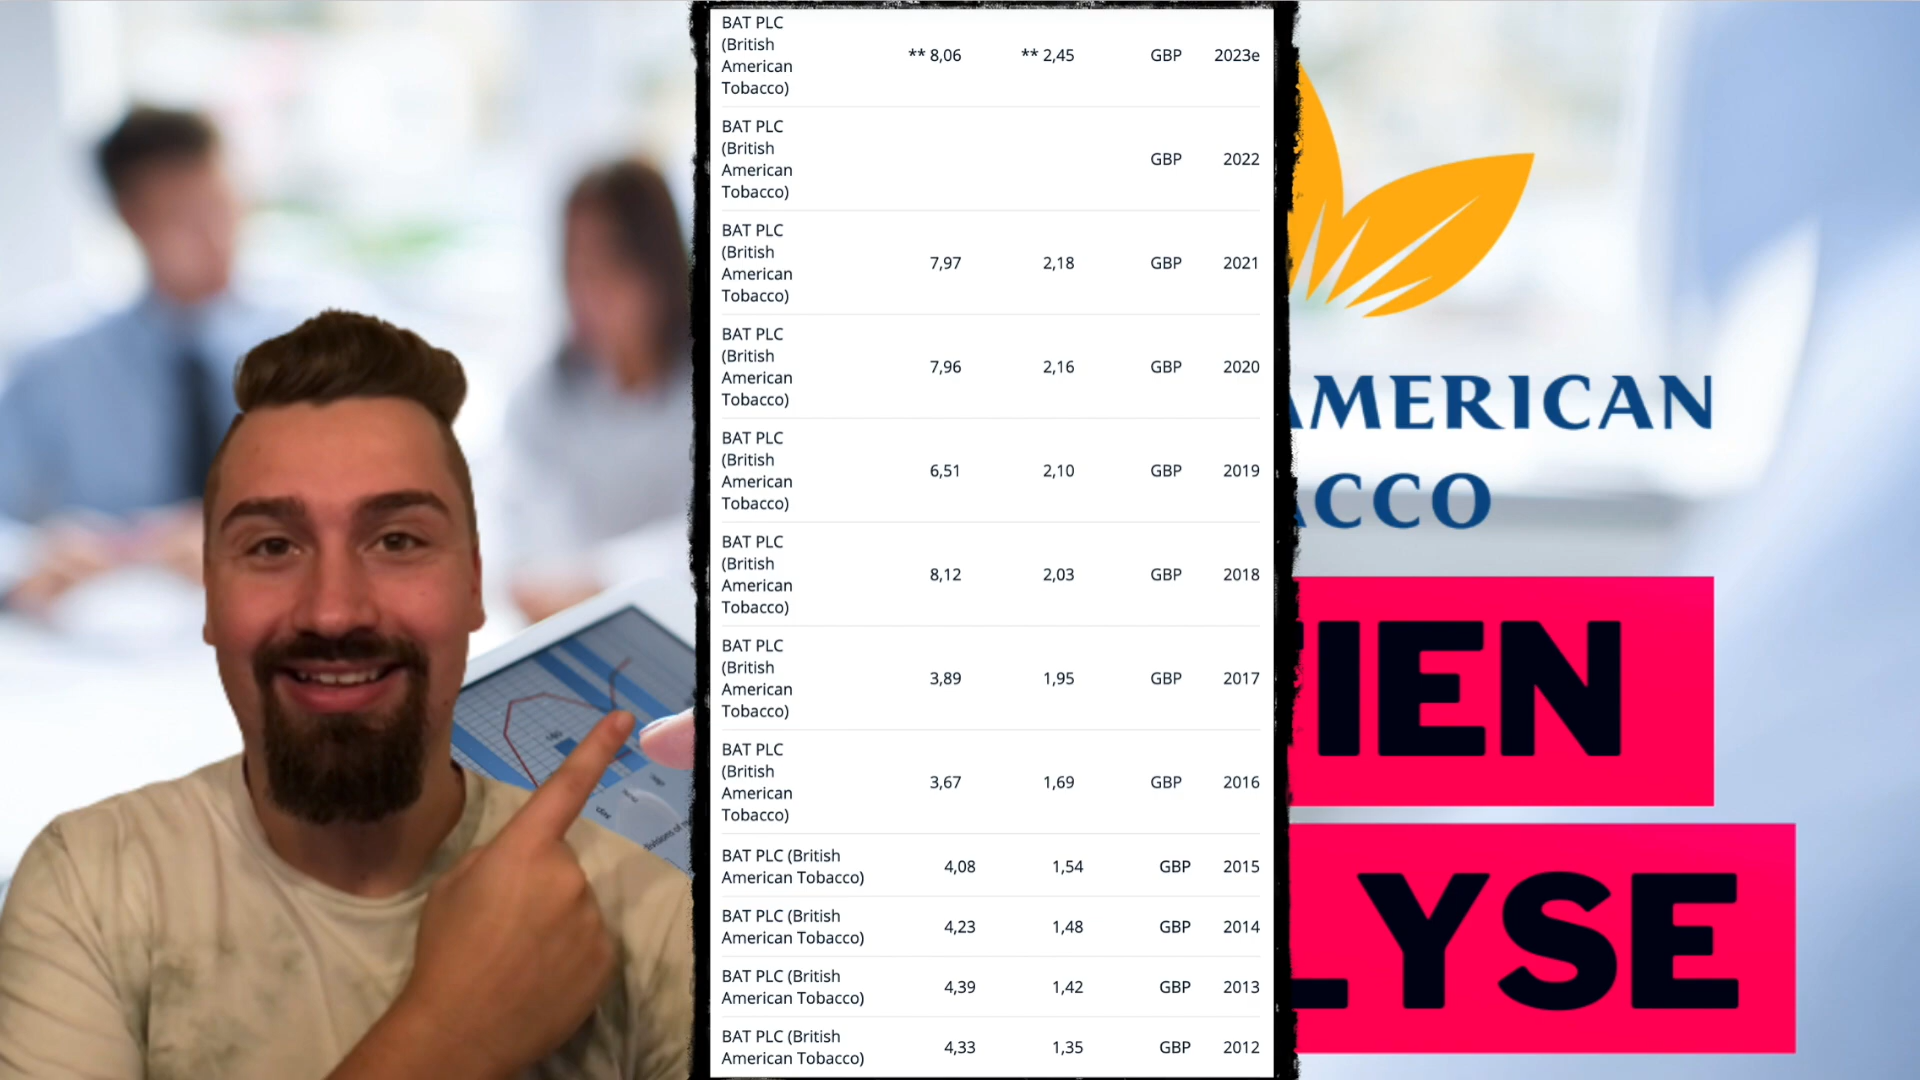 BAT PLC
(British
American
Tobacco)
** 8,06 ** 2,45 GBP 2023e
BAT PLC
(British
American
Tobacco)
GBP 2022
BAT PLC
(British
American
Tobacco)
7,97 2,18 GBP 2021
BAT PLC
(British
American
Tobacco)
7,96 2,16 GBP 2020
BAT PLC
(British
American
Tobacco)
6,51 2,10 GBP 2019
BAT PLC
(British
American
Tobacco)
8,12 2,03 GBP 2018
BAT PLC
(British
American
Tobacco)
3,89 1,95 GBP 2017
BAT PLC
(British
American
Tobacco)
3,67 1,69 GBP 2016
BAT PLC (British
American Tobacco)
4,08 1,54 GBP 2015
BAT PLC (British
American Tobacco)
4,23 1,48 GBP 2014
BAT PLC (British
American Tobacco)
4,39 1,42 GBP 2013
BAT PLC (British
American Tobacco)
4,33 1,35 GBP 2012
AMERICAN
ACCO
IEN
LYSE